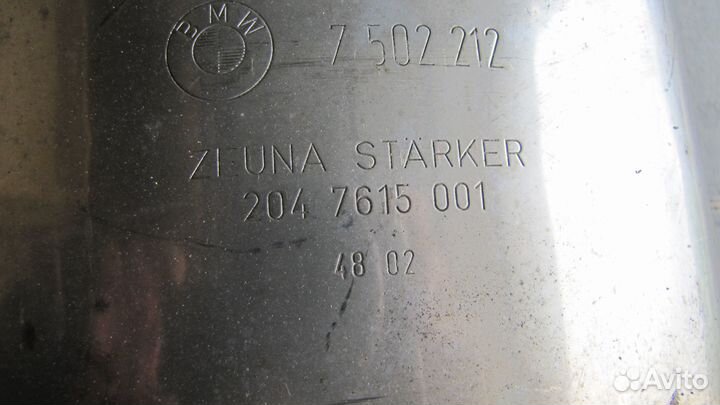 BMW 7 502 212
ZEUNA STÄRKER
204 7615 001
48 02
Avito